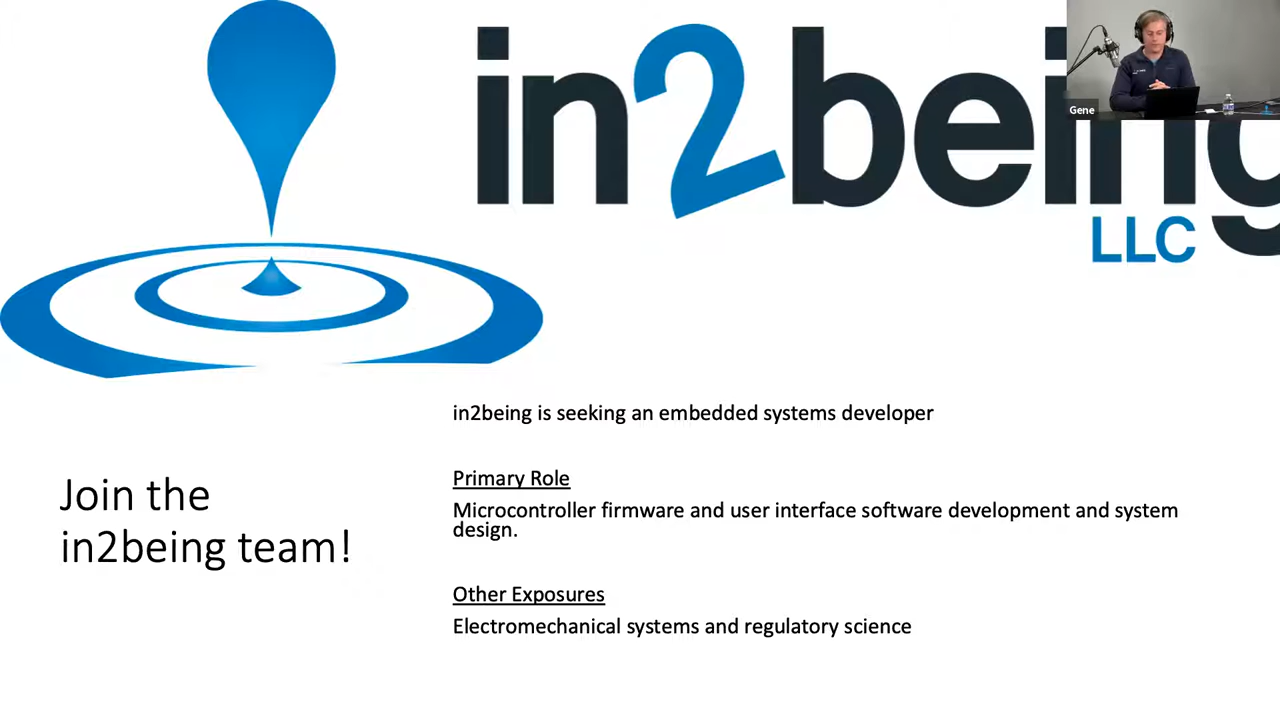 in2being
LLC
Gene
in2being is seeking an embedded systems developer
Primary Role
Microcontroller firmware and user interface software development and system
design.
Other Exposures
Electromechanical systems and regulatory science
Join the
in2being team!